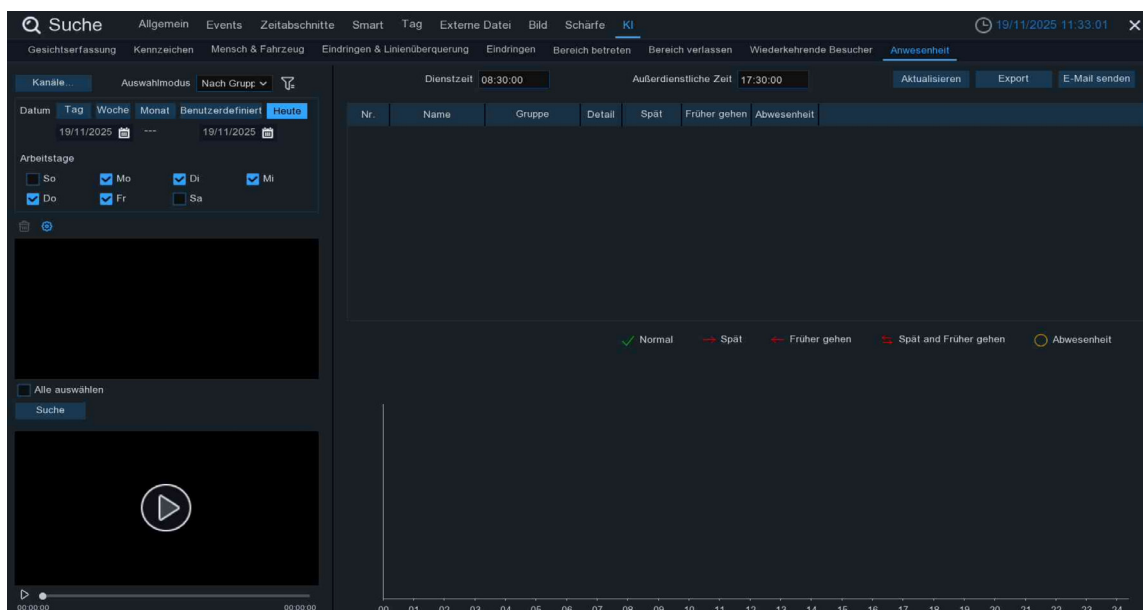 Suche Allgemein Events Zeitabschnitte Smart Tag Externe Datei Bild Schärfe KI 19/11/2025 11:33:01
Gesichtserfassung Kennzeichen Mensch & Fahrzeug Eindringen & Linienüberquerung Eindringen Bereich betreten Bereich verlassen Wiederkehrende Besucher Anwesenheit
Kanäle... Auswahlmodus Nach Grupp
Datum Tag Woche Monat Benutzerdefiniert Heute
19/11/2025 --- 19/11/2025
Arbeitstage
So Mo Di Mi
Do Fr Sa
Alle auswählen
Suche
00:00:00 00:00:00
Dienstzeit 08:30:00 Außerdienstliche Zeit 17:30:00 Aktualisieren Export E-Mail senden
Nr. Name Gruppe Detail Spät Früher gehen Abwesenheit
Normal Spät Früher gehen Spät and Früher gehen Abwesenheit
00 01 02 03 04 05 06 07 08 09 10 11 12 13 14 15 16 17 18 19 20 21 22 23 24